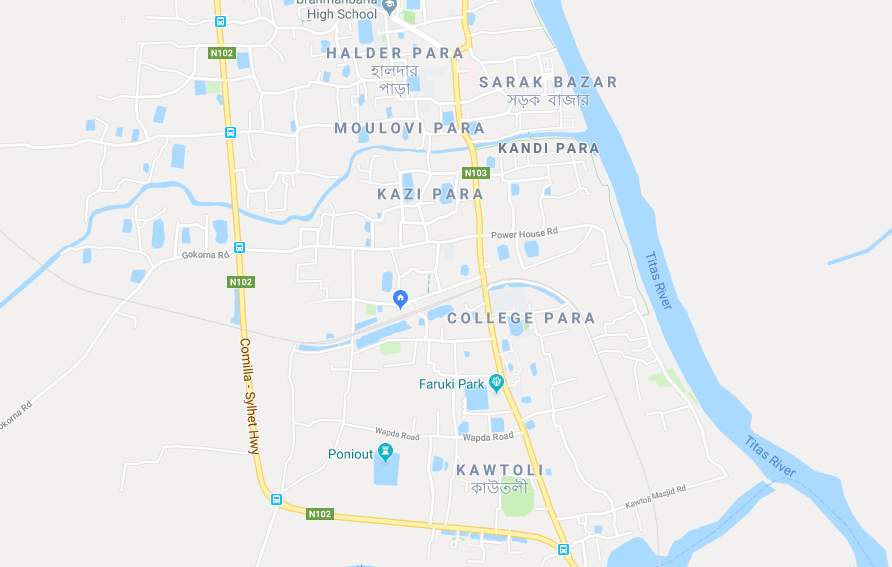 Brahmanbaria
High School
N102
HALDER PARA
হালদার
পাড়া
SARAK BAZAR
সড়ক বাজার
MOULOVI PARA
KANDI PARA
N103
KAZI PARA
Power House Rd
Gokorna Rd
N102
Titas River
COLLEGE PARA
Comilla - Sylhet Hwy
Faruki Park
okorna Rd
Wapda Road
Wapda Road
Titas River
Poniout
KAWTOLI
কাউতলী
Kawtoli Masjid Rd
N102